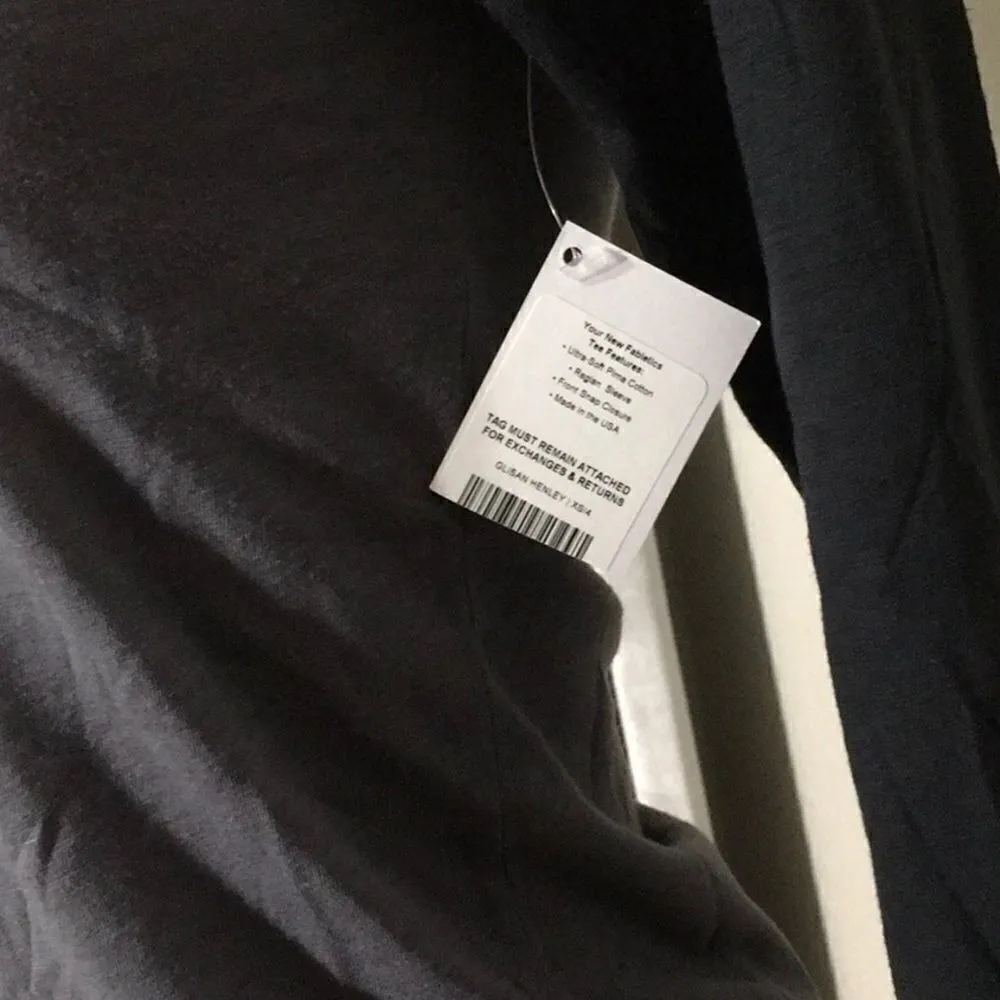 Your New Fabletics
Tee Features:
• Ultra-Soft Pima Cotton
• Raglan Sleeve
• Front Snap Closure
• Made in the USA
TAG MUST REMAIN ATTACHED
FOR EXCHANGES & RETURNS
GLISAN HENLEY | XS/4